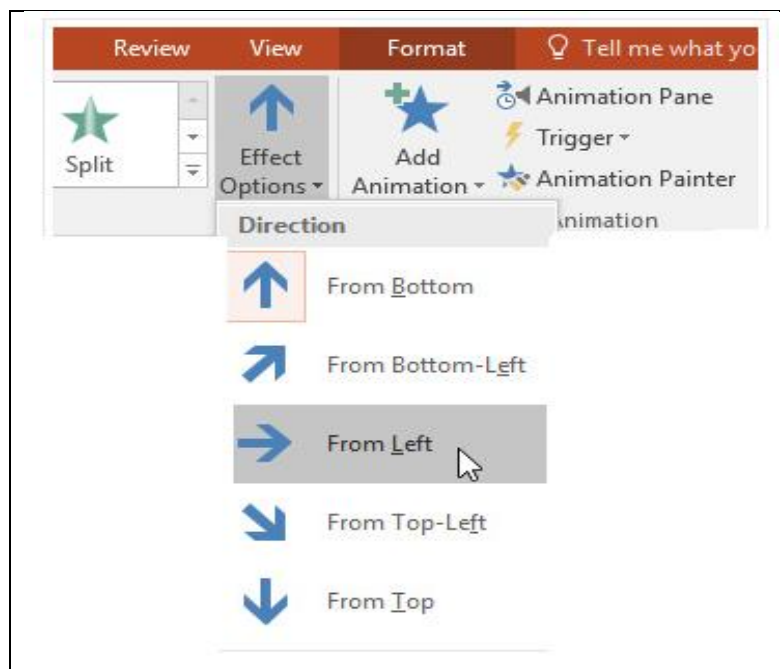 Review View Format Tell me what yo
Animation Pane
Trigger
Split Effect Options Add Animation
Animation Painter
Direction
nimation
From Bottom
From Bottom-Left
From Left
From Top-Left
From Top